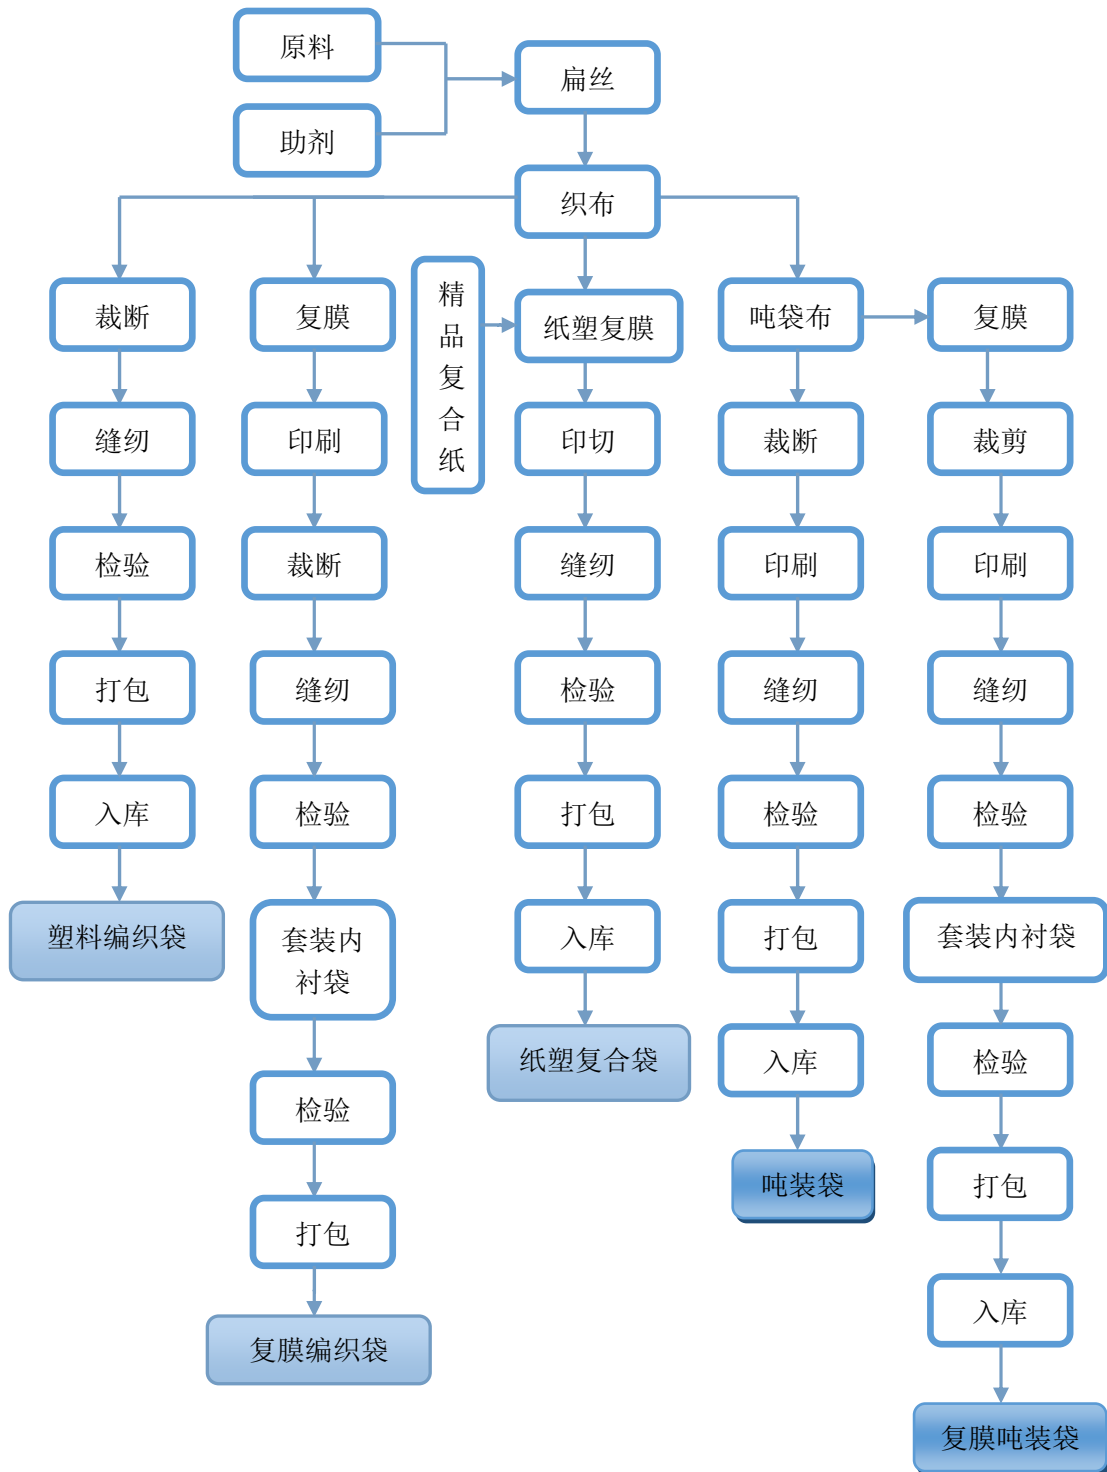 原料
助剂
扁丝
织布
裁断
缝纫
检验
打包
入库
塑料编织袋
复膜
印刷
裁断
缝纫
检验
套装内
衬袋
检验
打包
复膜编织袋
精
品
复
合
纸
纸塑复膜
印切
缝纫
检验
打包
入库
纸塑复合袋
吨袋布
裁断
印刷
缝纫
检验
打包
入库
吨装袋
复膜
裁剪
印刷
缝纫
检验
套装内衬袋
检验
打包
入库
复膜吨装袋